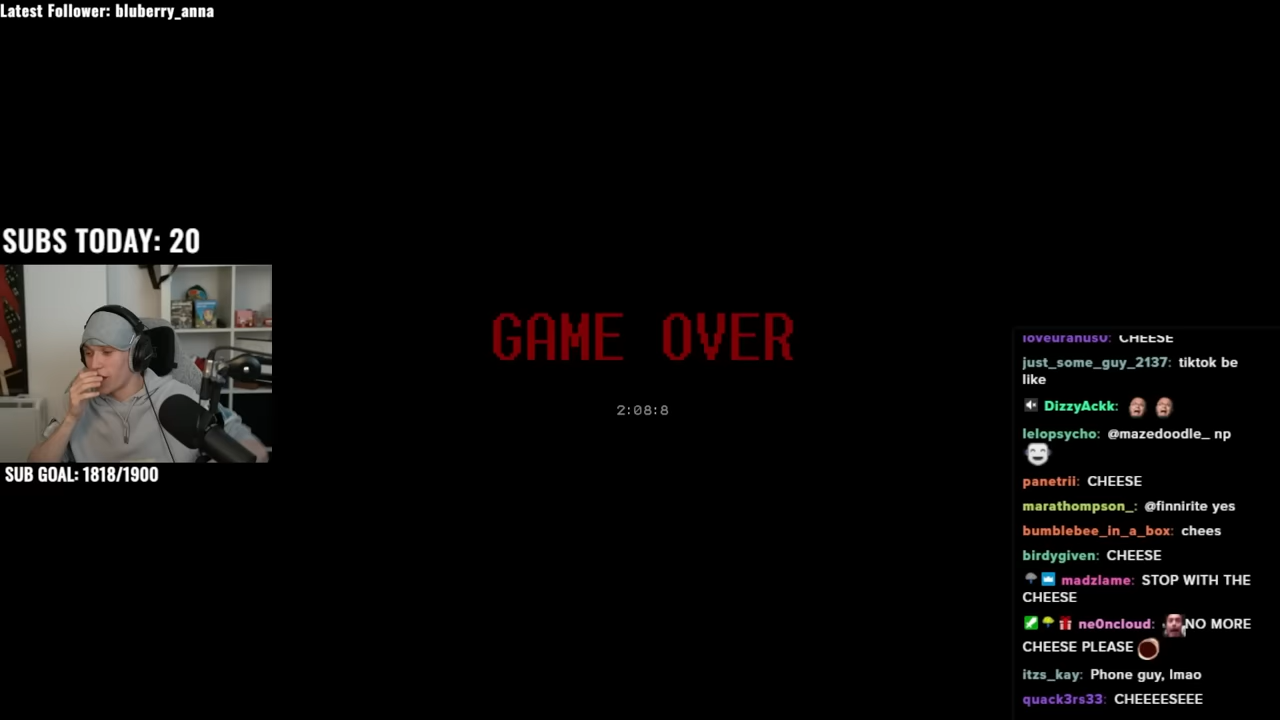 Latest Follower: bluberry_anna
SUBS TODAY: 20
SUB GOAL: 1818/1900
GAME OVER
2:08:8
loveuranus0: CHEESE
just_some_guy_2137: tiktok be
like
DizzyAckk:
lelopsycho: @mazedoodle_ np
panetrii: CHEESE
marathompson_: @finnirite yes
bumblebee_in_a_box: chees
birdygiven: CHEESE
madzlame: STOP WITH THE
CHEESE
ne0ncloud: NO MORE
CHEESE PLEASE
itzs_kay: Phone guy, lmao
quack3rs33: CHEEEESEEE